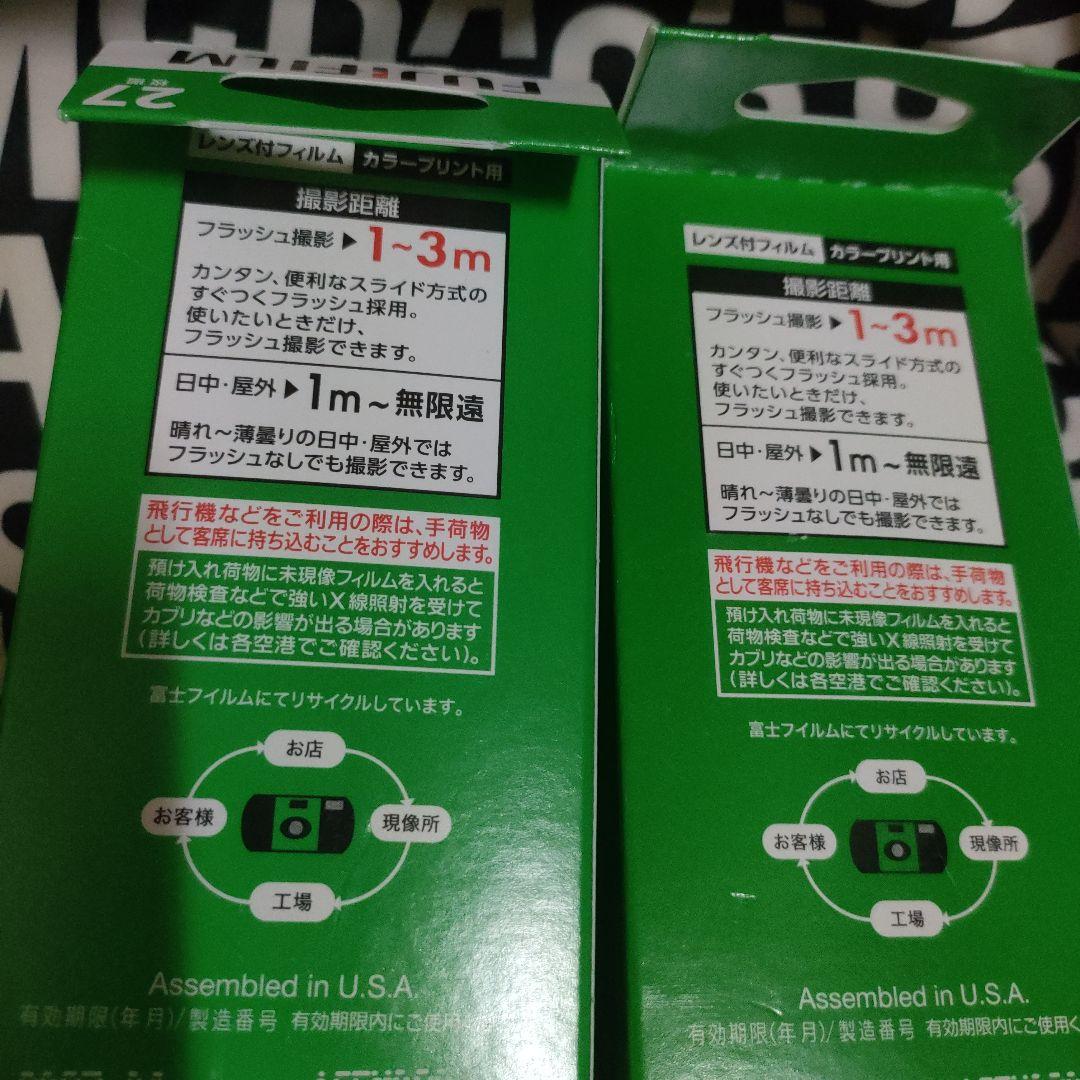 FUJIFILM
27枚撮
レンズ付フィルム カラープリント用
撮影距離
フラッシュ撮影▶1~3m
カンタン、便利なスライド方式の
すぐつくフラッシュ採用。
使いたいときだけ、
フラッシュ撮影できます。
日中・屋外▶1m~無限遠
晴れ~薄曇りの日中・屋外では
フラッシュなしでも撮影できます。
飛行機などをご利用の際は、手荷物
として客席に持ち込むことをおすすめします。
預け入れ荷物に未現像フィルムを入れると
荷物検査などで強いX線照射を受けて
カブリなどの影響が出る場合があります
(詳しくは各空港でご確認ください)。
富士フイルムにてリサイクルしています。
お店
お客様
現像所
工場
Assembled in U.S.A.
有効期限(年月)/製造番号 有効期限内にご使用
レンズ付フィルム カラープリント用
撮影距離
フラッシュ撮影▶1~3m
カンタン、便利なスライド方式の
すぐつくフラッシュ採用。
使いたいときだけ、
フラッシュ撮影できます。
日中・屋外▶1m~無限遠
晴れ~薄曇りの日中・屋外では
フラッシュなしでも撮影できます。
飛行機などをご利用の際は、手荷物
として客席に持ち込むことをおすすめします。
預け入れ荷物に未現像フィルムを入れると
荷物検査などで強いX線照射を受けて
カブリなどの影響が出る場合があります
(詳しくは各空港でご確認ください)。
富士フイルムにてリサイクルしています。
お店
お客様
現像所
工場
Assembled in U.S.A.
有効期限(年月)/製造番号 有効期限内にご使用く